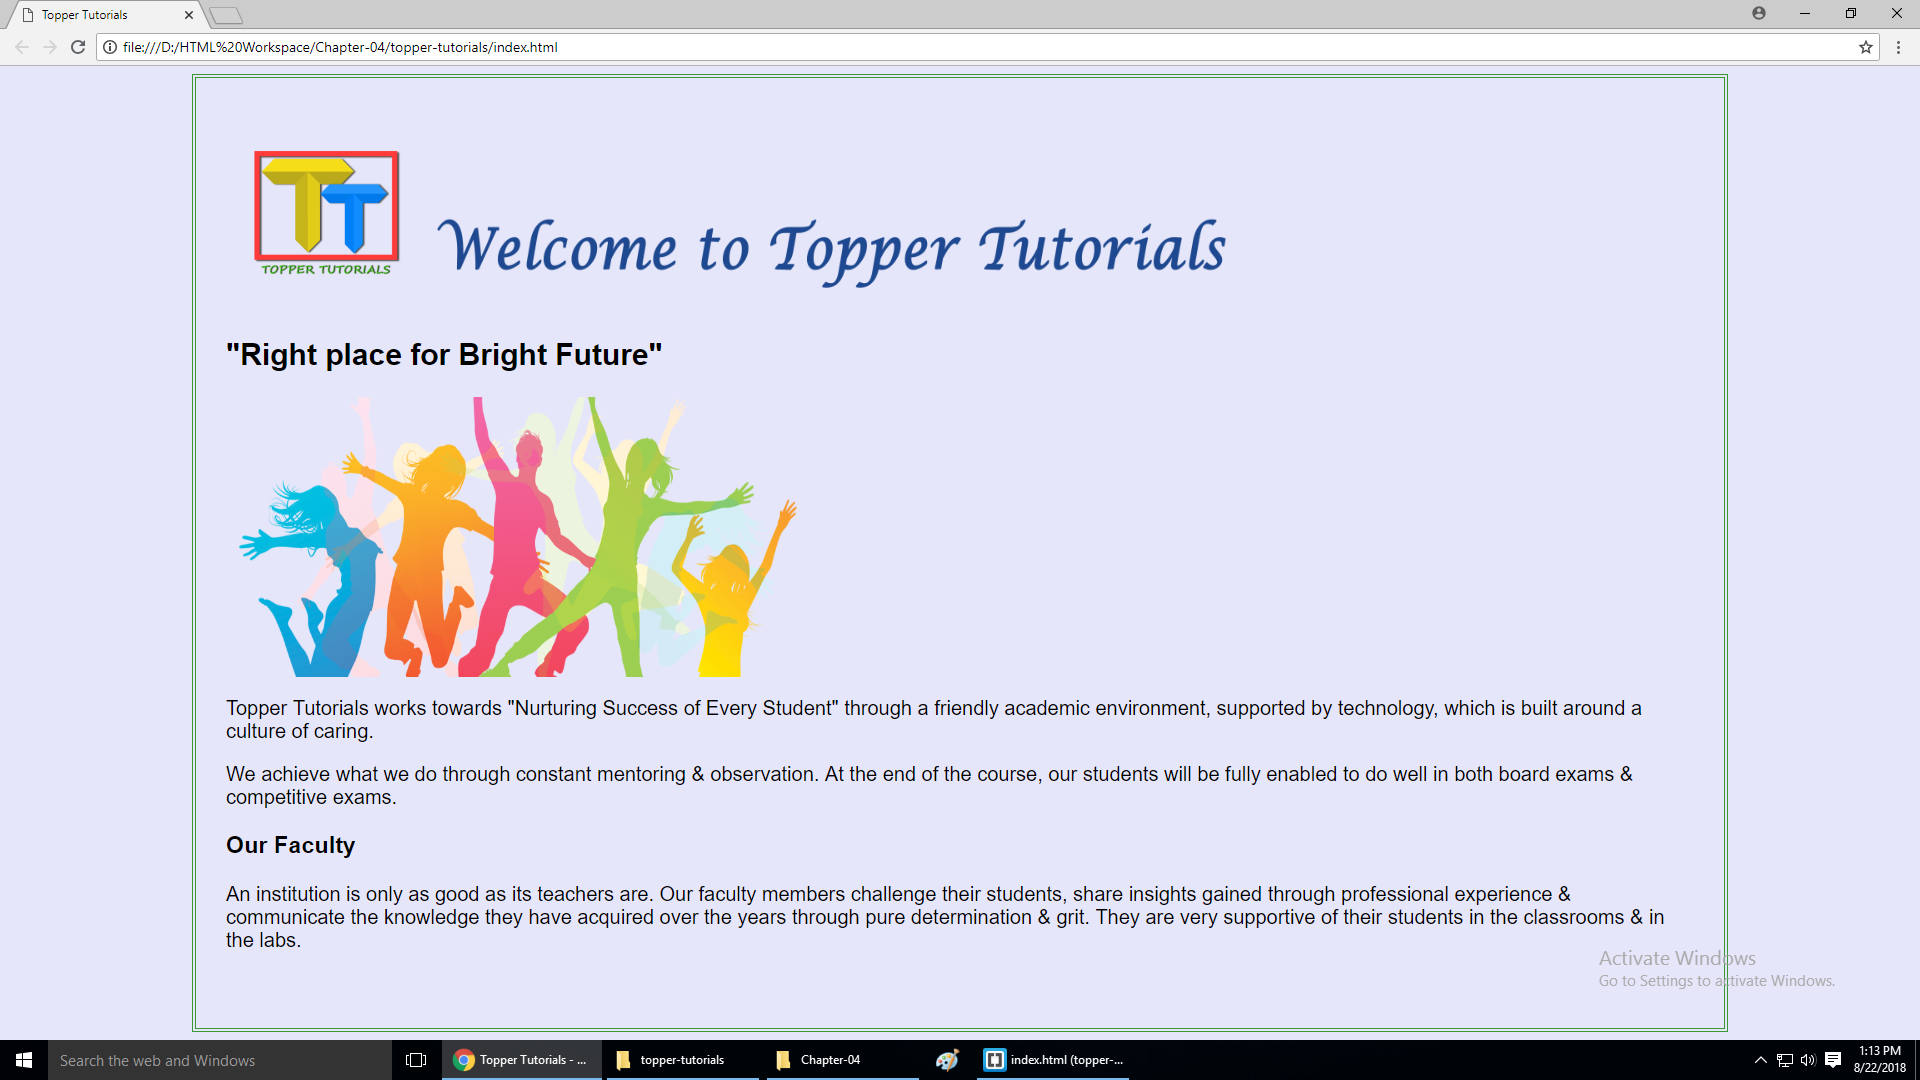 Topper Tutorials
file:///D:/HTML%20Workspace/Chapter-04/topper-tutorials/index.html
TT
TOPPER TUTORIALS
Welcome to Topper Tutorials
"Right place for Bright Future"
Topper Tutorials works towards "Nurturing Success of Every Student" through a friendly academic environment, supported by technology, which is built around a
culture of caring.
We achieve what we do through constant mentoring & observation. At the end of the course, our students will be fully enabled to do well in both board exams &
competitive exams.
Our Faculty
An institution is only as good as its teachers are. Our faculty members challenge their students, share insights gained through professional experience &
communicate the knowledge they have acquired over the years through pure determination & grit. They are very supportive of their students in the classrooms & in
the labs.
Activate Windows
Go to Settings to activate Windows.
Search the web and Windows
Topper Tutorials - ...
topper-tutorials
Chapter-04
index.html (topper-...
1:13 PM
8/22/2018